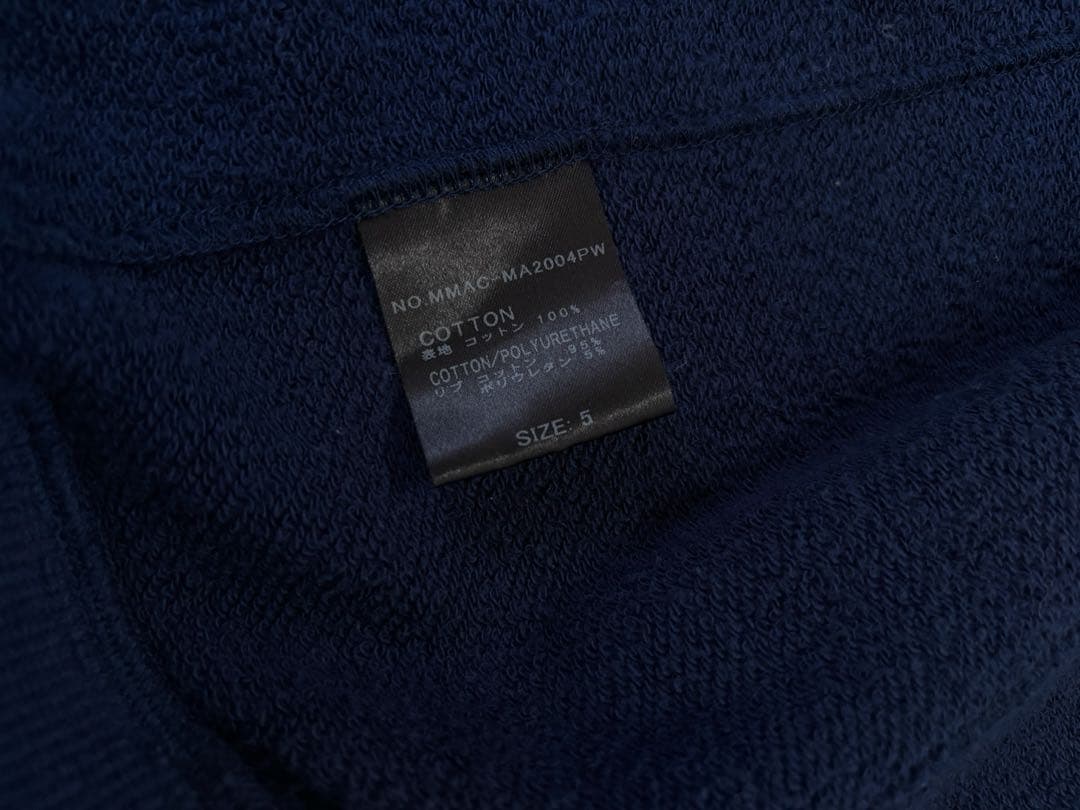 NO.MMAC-MA2004PW
COTTON
表地 コットン 100%
COTTON/POLYURETHANE
リブ コットン 95%
ポリウレタン 5%
SIZE: 5